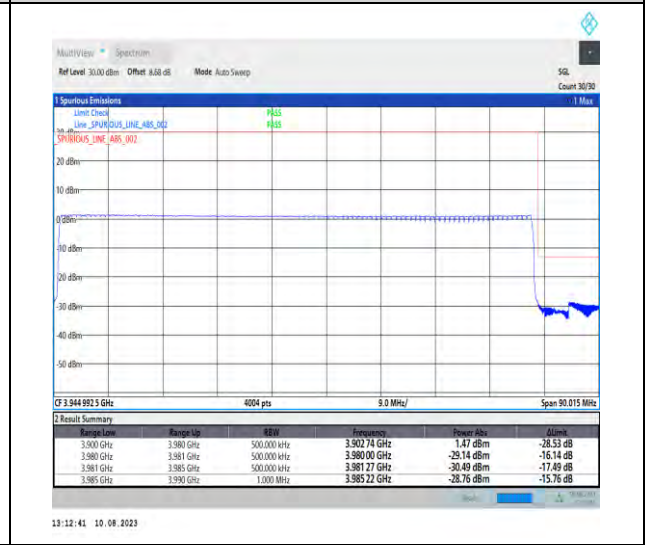 MultiView Spectrum
Ref Level 30.00 dBm Offset 8.68 dB Mode Auto Sweep SGL
Count 30/30
1 Spurious Emissions 1 Max
Limit Check PASS
Line _SPURIOUS_LINE_ABS_002 PASS
30 dBm
_SPURIOUS_LINE_ABS_002
20 dBm
10 dBm
0 dBm
-10 dBm
-20 dBm
-30 dBm
-40 dBm
-50 dBm
CF 3.944 992 5 GHz 4004 pts 9.0 MHz/ Span 90.015 MHz
2 Result Summary
Range Low Range Up RBW Frequency Power Abs ΔLimit
3.900 GHz 3.980 GHz 500.000 kHz 3.902 74 GHz 1.47 dBm -28.53 dB
3.980 GHz 3.981 GHz 500.000 kHz 3.980 00 GHz -29.14 dBm -16.14 dB
3.981 GHz 3.985 GHz 500.000 kHz 3.981 27 GHz -30.49 dBm -17.49 dB
3.985 GHz 3.990 GHz 1.000 MHz 3.985 22 GHz -28.76 dBm -15.76 dB
13:12:41 10.08.2023